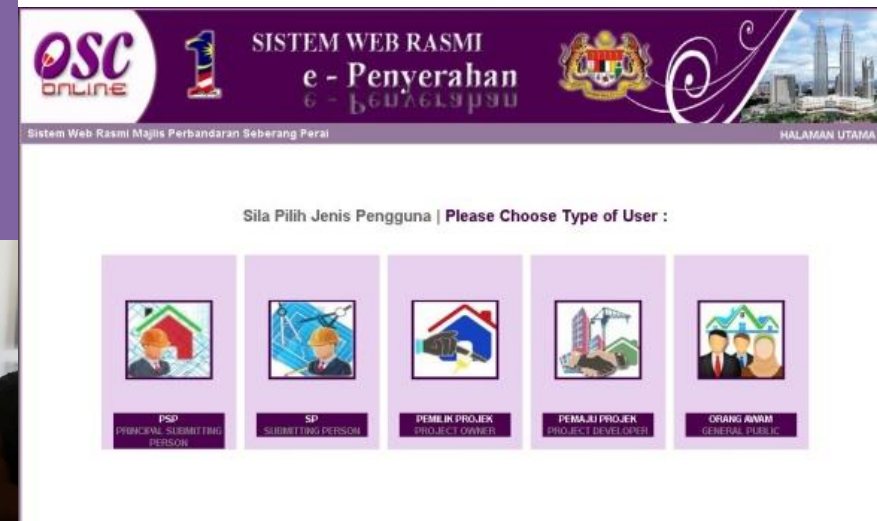 OSC
ONLINE
1
SISTEM WEB RASMI
e - Penyerahan
Sistem Web Rasmi Majlis Perbandaran Seberang Perai
HALAMAN UTAMA
Sila Pilih Jenis Pengguna | Please Choose Type of User :
PSP
PRINCIPAL SUBMITTING
PERSON
SP
SUBMITTING PERSON
PEMILIK PROJEK
PROJECT OWNER
PEMAJU PROJEK
PROJECT DEVELOPER
ORANG AWAM
GENERAL PUBLIC